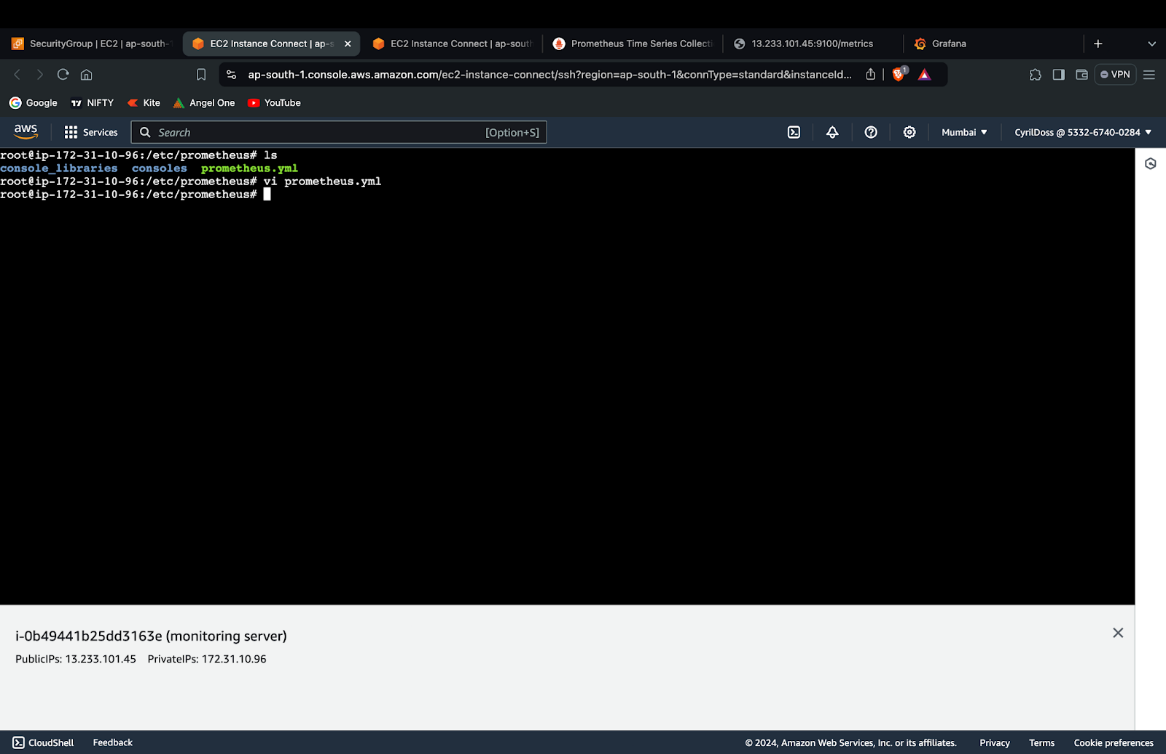 SecurityGroup | EC2 | ap-south-1
EC2 Instance Connect | ap-s
EC2 Instance Connect | ap-sout
Prometheus Time Series Collecti
13.233.101.45:9100/metrics
Grafana
ap-south-1.console.aws.amazon.com/ec2-instance-connect/ssh?region=ap-south-1&connType=standard&instanceId...
1
VPN
Google
NIFTY
Kite
Angel One
YouTube
aws
Services
Search
[Option+S]
Mumbai
CyrilDoss @ 5332-6740-0284
root@ip-172-31-10-96:/etc/prometheus# ls
console_libraries consoles prometheus.yml
root@ip-172-31-10-96:/etc/prometheus# vi prometheus.yml
root@ip-172-31-10-96:/etc/prometheus#
i-0b49441b25dd3163e (monitoring server)
PublicIPs: 13.233.101.45 PrivateIPs: 172.31.10.96
CloudShell
Feedback
© 2024, Amazon Web Services, Inc. or its affiliates.
Privacy
Terms
Cookie preferences